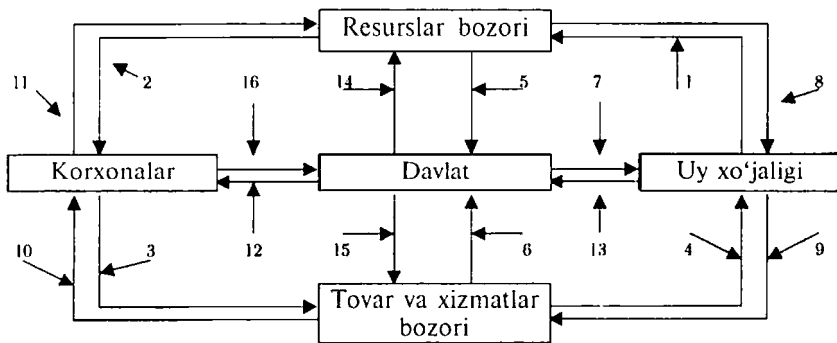 Resurslar bozori
11 2 16 14 5 7 1 8
Korxonalar Davlat Uy xo‘jaligi
10 3 12 15 6 13 4 9
Tovar va xizmatlar
bozori